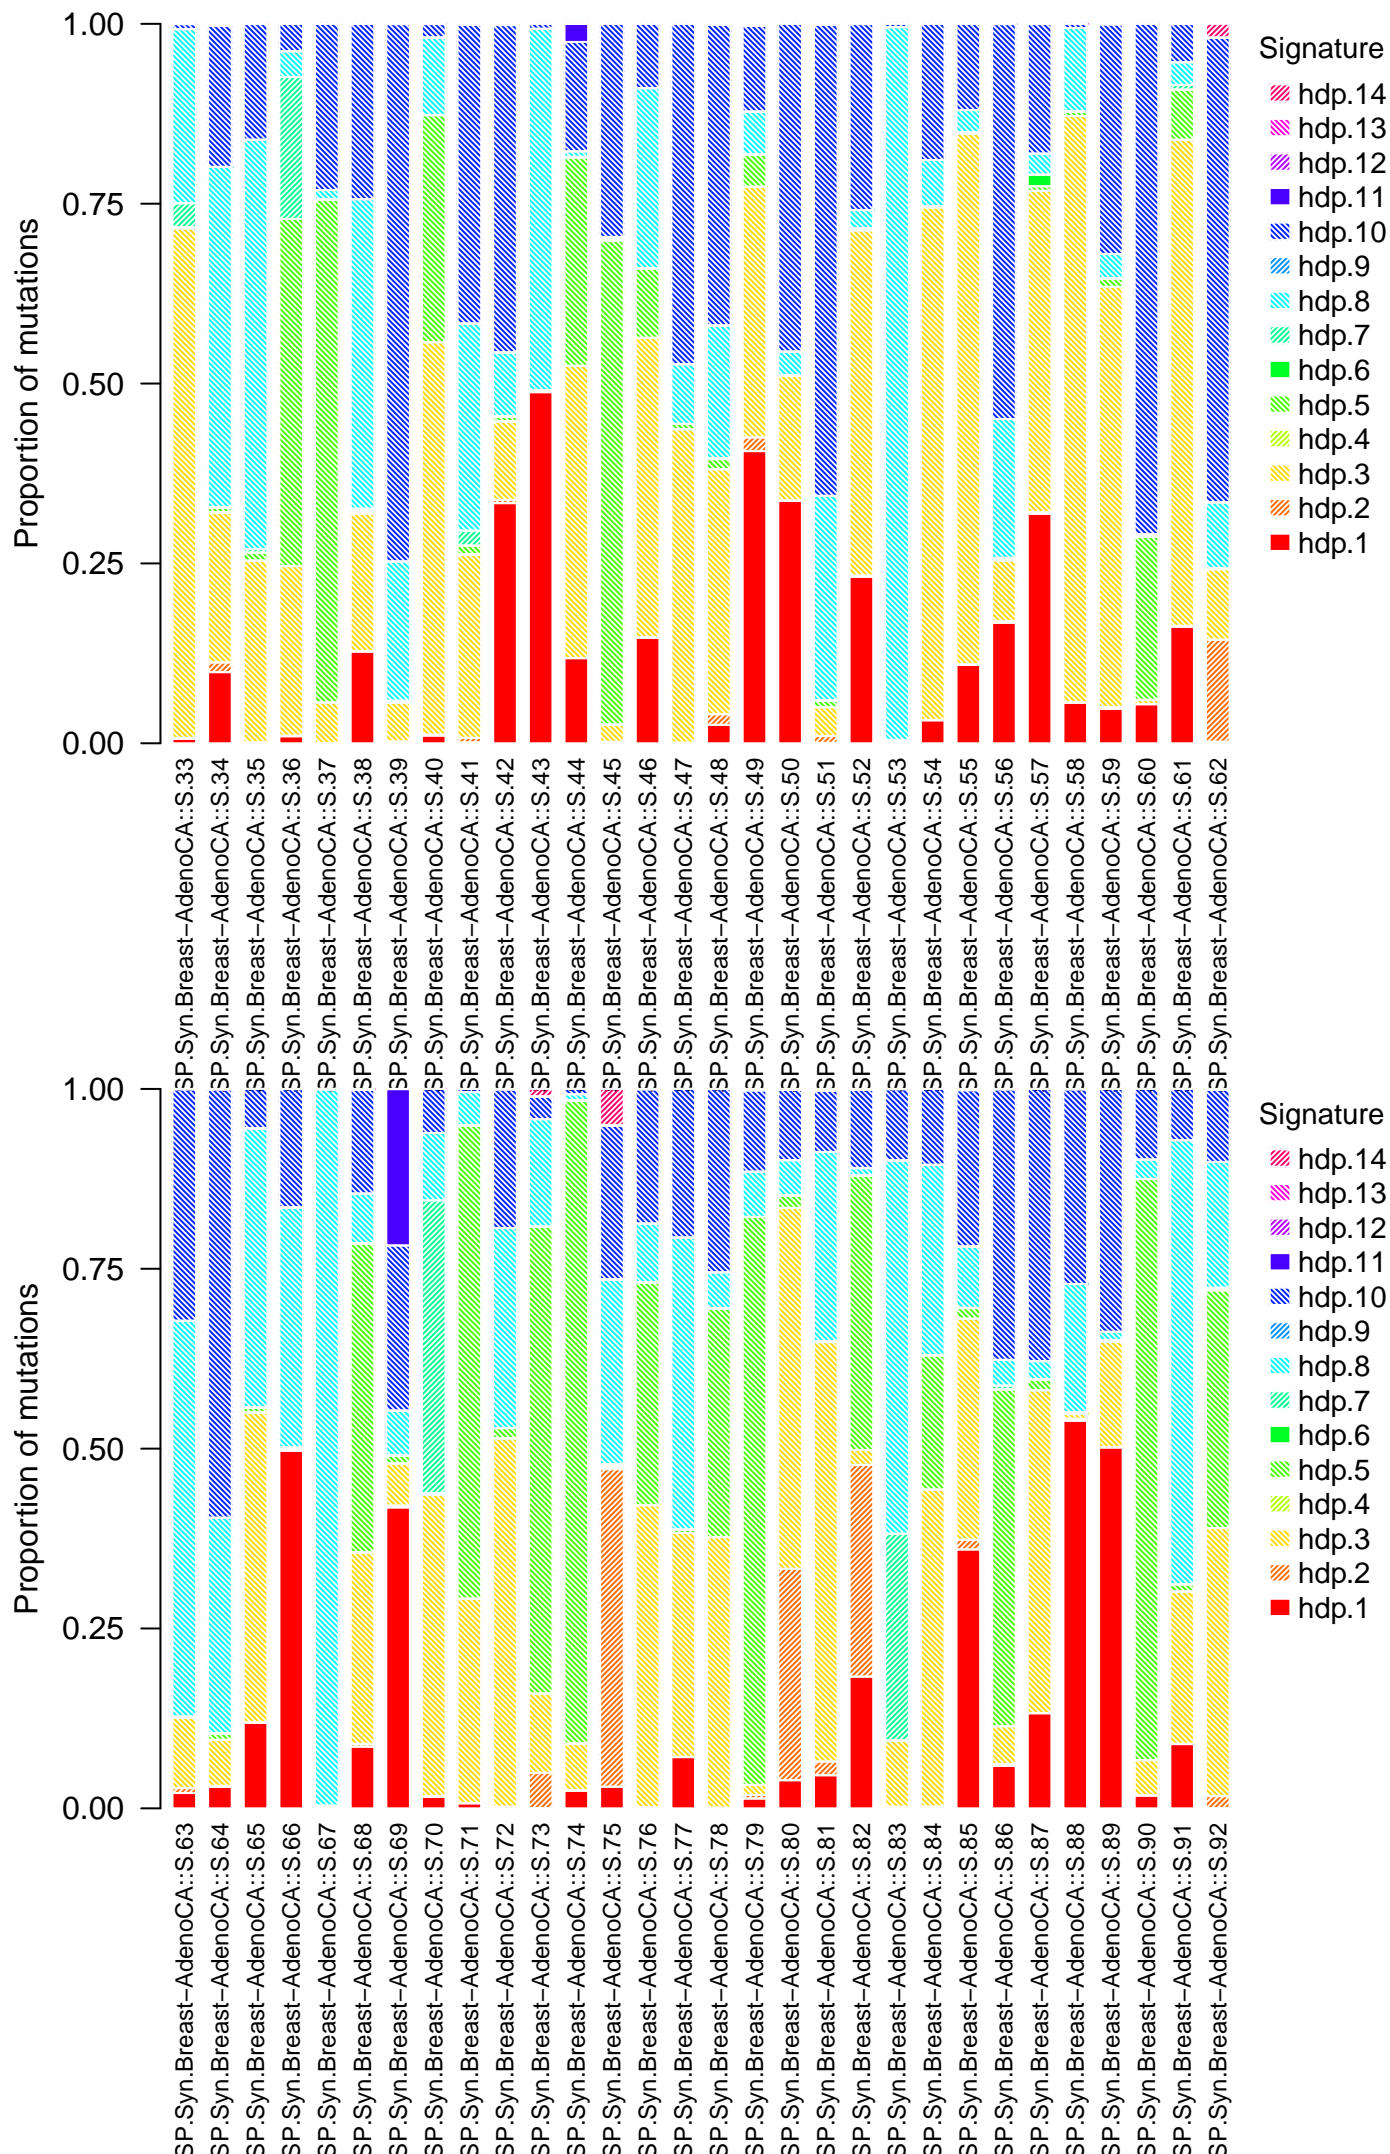 Proportion of mutations
1.00
0.75
0.50
0.25
0.00
SP.Syn.Breast−AdenoCA::S.33
SP.Syn.Breast−AdenoCA::S.34
SP.Syn.Breast−AdenoCA::S.35
SP.Syn.Breast−AdenoCA::S.36
SP.Syn.Breast−AdenoCA::S.37
SP.Syn.Breast−AdenoCA::S.38
SP.Syn.Breast−AdenoCA::S.39
SP.Syn.Breast−AdenoCA::S.40
SP.Syn.Breast−AdenoCA::S.41
SP.Syn.Breast−AdenoCA::S.42
SP.Syn.Breast−AdenoCA::S.43
SP.Syn.Breast−AdenoCA::S.44
SP.Syn.Breast−AdenoCA::S.45
SP.Syn.Breast−AdenoCA::S.46
SP.Syn.Breast−AdenoCA::S.47
SP.Syn.Breast−AdenoCA::S.48
SP.Syn.Breast−AdenoCA::S.49
SP.Syn.Breast−AdenoCA::S.50
SP.Syn.Breast−AdenoCA::S.51
SP.Syn.Breast−AdenoCA::S.52
SP.Syn.Breast−AdenoCA::S.53
SP.Syn.Breast−AdenoCA::S.54
SP.Syn.Breast−AdenoCA::S.55
SP.Syn.Breast−AdenoCA::S.56
SP.Syn.Breast−AdenoCA::S.57
SP.Syn.Breast−AdenoCA::S.58
SP.Syn.Breast−AdenoCA::S.59
SP.Syn.Breast−AdenoCA::S.60
SP.Syn.Breast−AdenoCA::S.61
SP.Syn.Breast−AdenoCA::S.62
Signature
hdp.14
hdp.13
hdp.12
hdp.11
hdp.10
hdp.9
hdp.8
hdp.7
hdp.6
hdp.5
hdp.4
hdp.3
hdp.2
hdp.1
Proportion of mutations
1.00
0.75
0.50
0.25
0.00
SP.Syn.Breast−AdenoCA::S.63
SP.Syn.Breast−AdenoCA::S.64
SP.Syn.Breast−AdenoCA::S.65
SP.Syn.Breast−AdenoCA::S.66
SP.Syn.Breast−AdenoCA::S.67
SP.Syn.Breast−AdenoCA::S.68
SP.Syn.Breast−AdenoCA::S.69
SP.Syn.Breast−AdenoCA::S.70
SP.Syn.Breast−AdenoCA::S.71
SP.Syn.Breast−AdenoCA::S.72
SP.Syn.Breast−AdenoCA::S.73
SP.Syn.Breast−AdenoCA::S.74
SP.Syn.Breast−AdenoCA::S.75
SP.Syn.Breast−AdenoCA::S.76
SP.Syn.Breast−AdenoCA::S.77
SP.Syn.Breast−AdenoCA::S.78
SP.Syn.Breast−AdenoCA::S.79
SP.Syn.Breast−AdenoCA::S.80
SP.Syn.Breast−AdenoCA::S.81
SP.Syn.Breast−AdenoCA::S.82
SP.Syn.Breast−AdenoCA::S.83
SP.Syn.Breast−AdenoCA::S.84
SP.Syn.Breast−AdenoCA::S.85
SP.Syn.Breast−AdenoCA::S.86
SP.Syn.Breast−AdenoCA::S.87
SP.Syn.Breast−AdenoCA::S.88
SP.Syn.Breast−AdenoCA::S.89
SP.Syn.Breast−AdenoCA::S.90
SP.Syn.Breast−AdenoCA::S.91
SP.Syn.Breast−AdenoCA::S.92
Signature
hdp.14
hdp.13
hdp.12
hdp.11
hdp.10
hdp.9
hdp.8
hdp.7
hdp.6
hdp.5
hdp.4
hdp.3
hdp.2
hdp.1